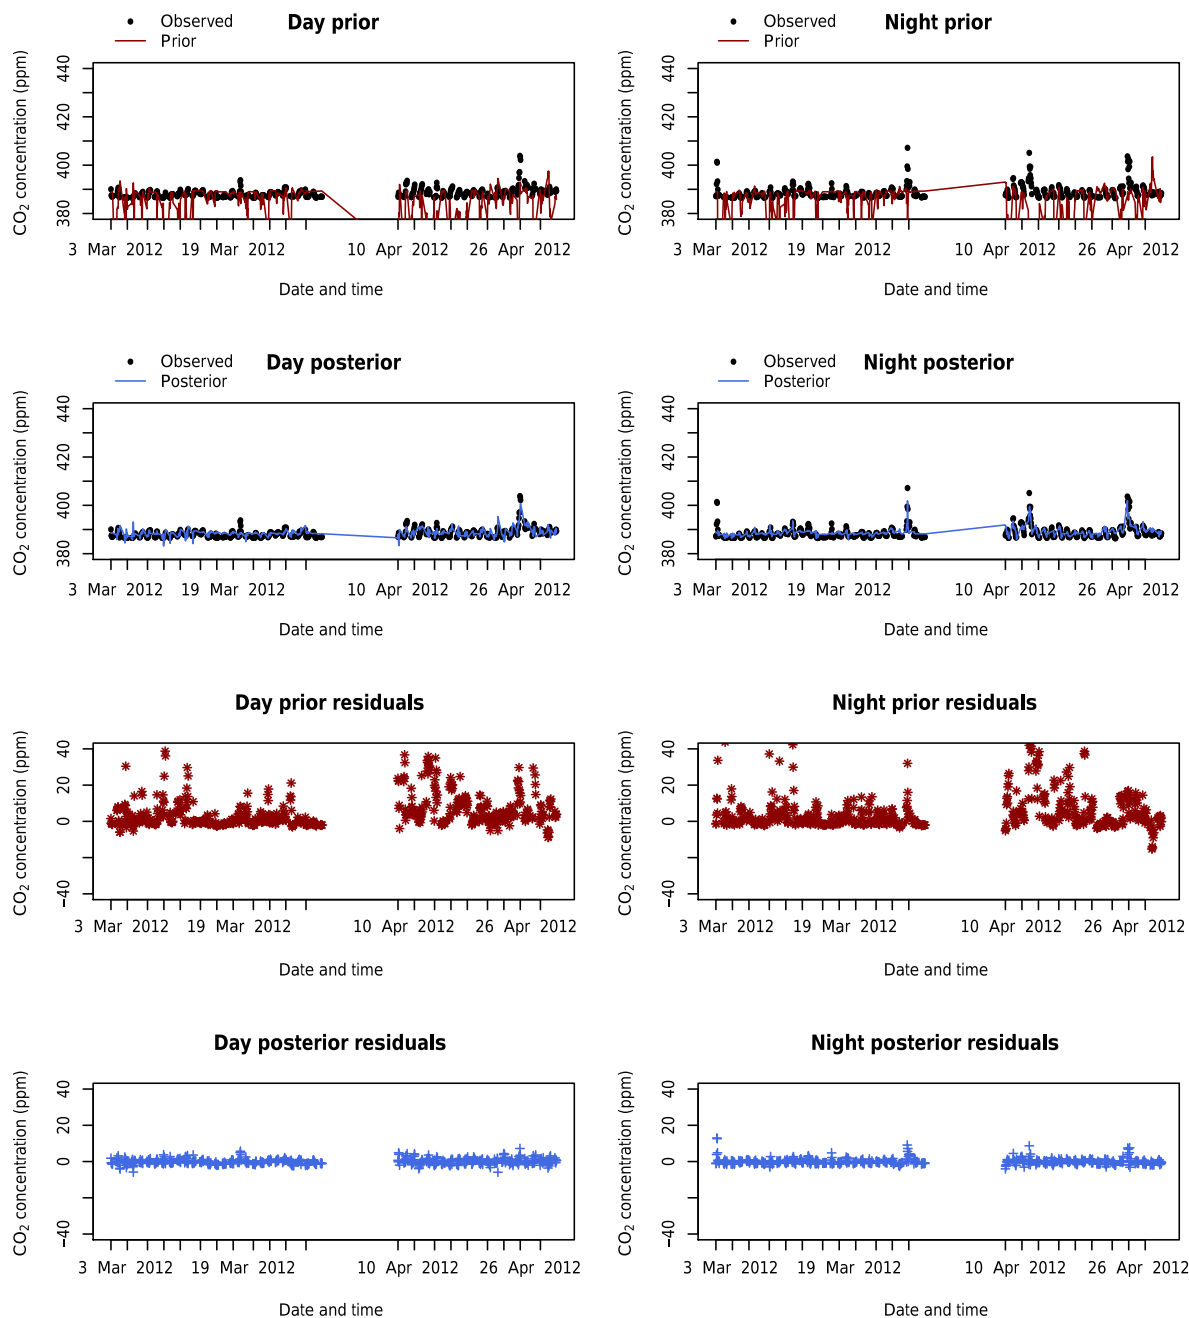 Observed
Prior
Day prior
CO₂ concentration (ppm)
380 400 420 440
3 Mar 2012 19 Mar 2012 10 Apr 2012 26 Apr 2012
Date and time
Observed
Prior
Night prior
CO₂ concentration (ppm)
380 400 420 440
3 Mar 2012 19 Mar 2012 10 Apr 2012 26 Apr 2012
Date and time
Observed
Posterior
Day posterior
CO₂ concentration (ppm)
380 400 420 440
3 Mar 2012 19 Mar 2012 10 Apr 2012 26 Apr 2012
Date and time
Observed
Posterior
Night posterior
CO₂ concentration (ppm)
380 400 420 440
3 Mar 2012 19 Mar 2012 10 Apr 2012 26 Apr 2012
Date and time
Day prior residuals
CO₂ concentration (ppm)
−40 0 20 40
3 Mar 2012 19 Mar 2012 10 Apr 2012 26 Apr 2012
Date and time
Night prior residuals
CO₂ concentration (ppm)
−40 0 20 40
3 Mar 2012 19 Mar 2012 10 Apr 2012 26 Apr 2012
Date and time
Day posterior residuals
CO₂ concentration (ppm)
−40 0 20 40
3 Mar 2012 19 Mar 2012 10 Apr 2012 26 Apr 2012
Date and time
Night posterior residuals
CO₂ concentration (ppm)
−40 0 20 40
3 Mar 2012 19 Mar 2012 10 Apr 2012 26 Apr 2012
Date and time